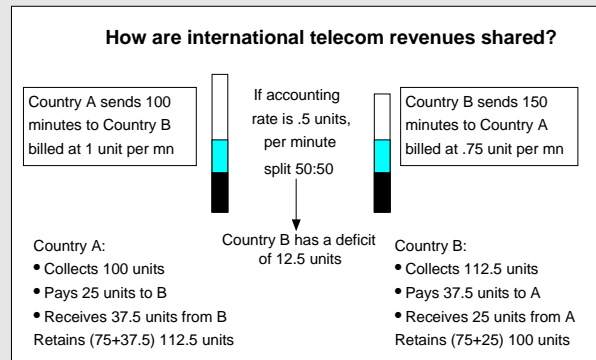 How are international telecom revenues shared?
Country A sends 100
minutes to Country B
billed at 1 unit per mn
If accounting
rate is .5 units,
per minute
split 50:50
Country B sends 150
minutes to Country A
billed at .75 unit per mn
Country B has a deficit
of 12.5 units
Country A:
• Collects 100 units
• Pays 25 units to B
• Receives 37.5 units from B
Retains (75+37.5) 112.5 units
Country B:
• Collects 112.5 units
• Pays 37.5 units to A
• Receives 25 units from A
Retains (75+25) 100 units